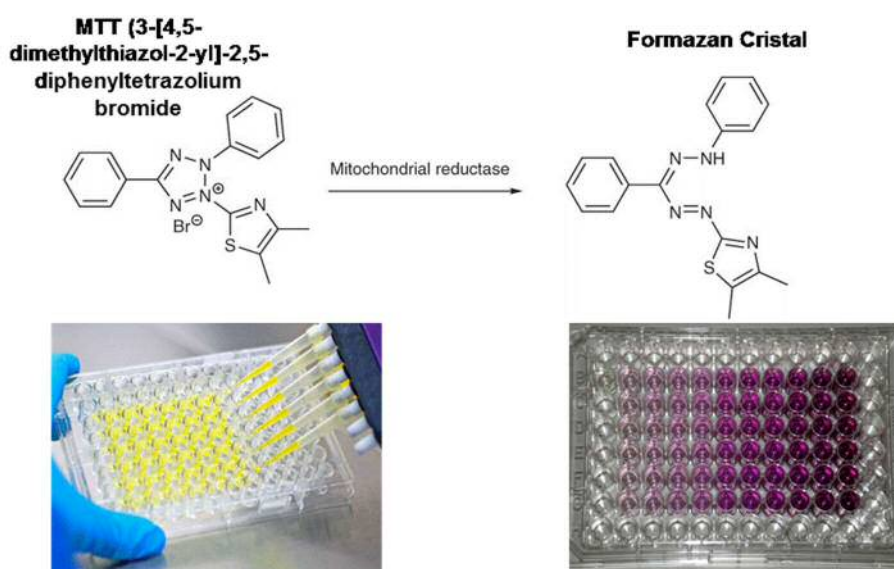 MTT (3-[4,5-
dimethylthiazol-2-yl]-2,5-
diphenyltetrazolium
bromide
Formazan Cristal
N
N
N
N
⊕
Br⊖
N
S
Mitochondrial reductase
N
NH
N
N
N
S